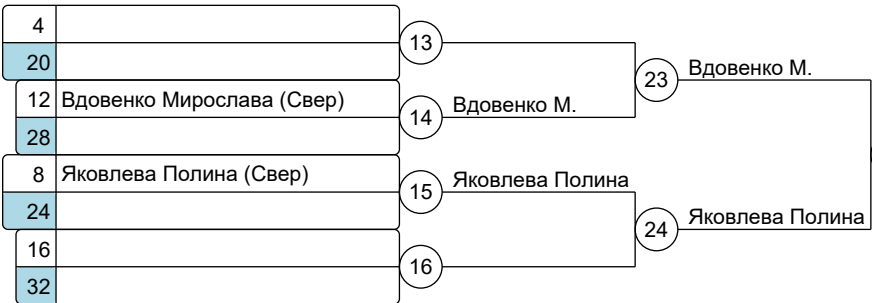 4
13
20
23 Вдовенко М.
12 Вдовенко Мирослава (Свер)
14 Вдовенко М.
28
8 Яковлева Полина (Свер)
15 Яковлева Полина
24
24 Яковлева Полина
16
16
32